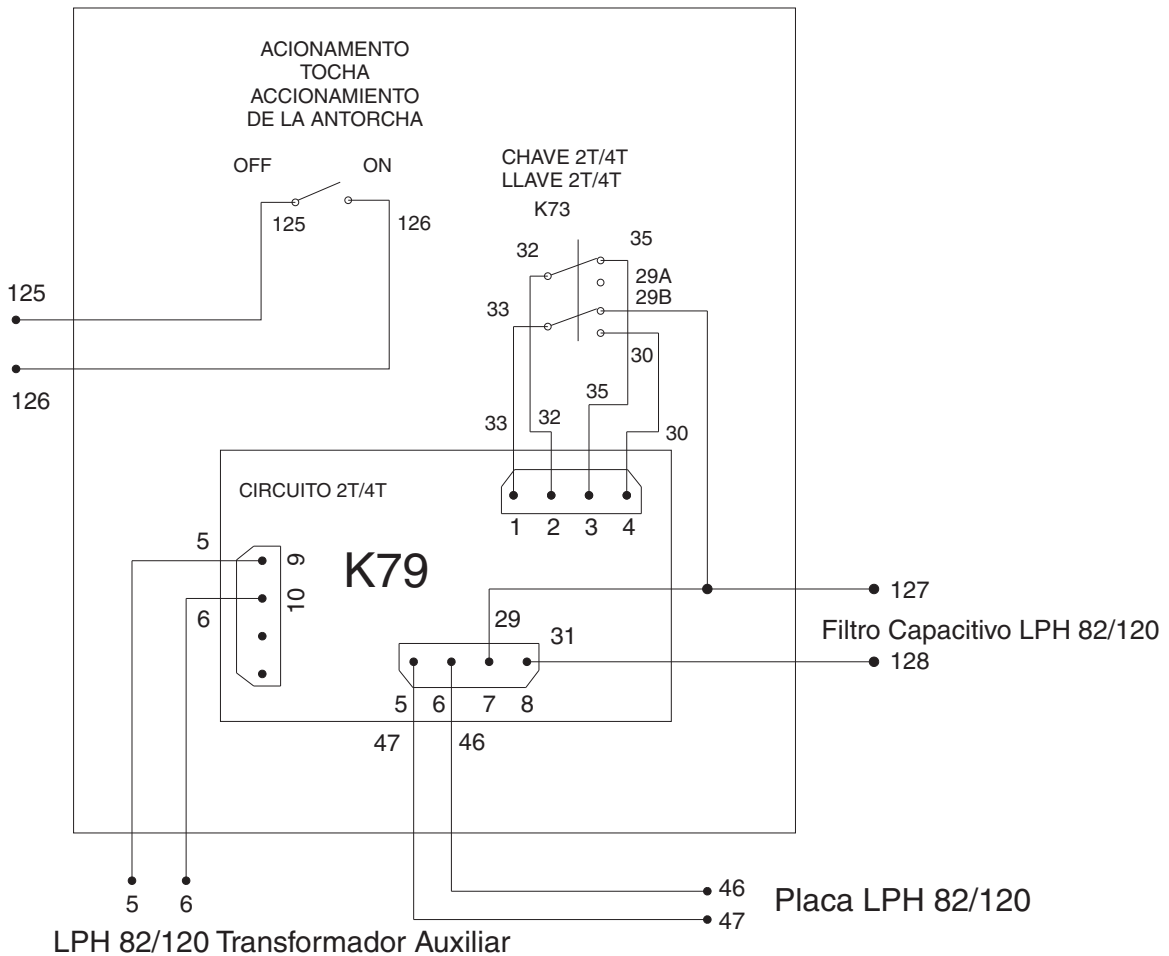 ACIONAMENTO
TOCHA
ACCIONAMIENTO
DE LA ANTORCHA
OFF
ON
125
126
CHAVE 2T/4T
LLAVE 2T/4T
K73
32
35
29A
29B
33
30
125
126
35
33
32
30
CIRCUITO 2T/4T
1
2
3
4
5
9
K79
10
6
29
31
127
Filtro Capacitivo LPH 82/120
128
5
6
7
8
47
46
5
6
46
Placa LPH 82/120
47
LPH 82/120 Transformador Auxiliar